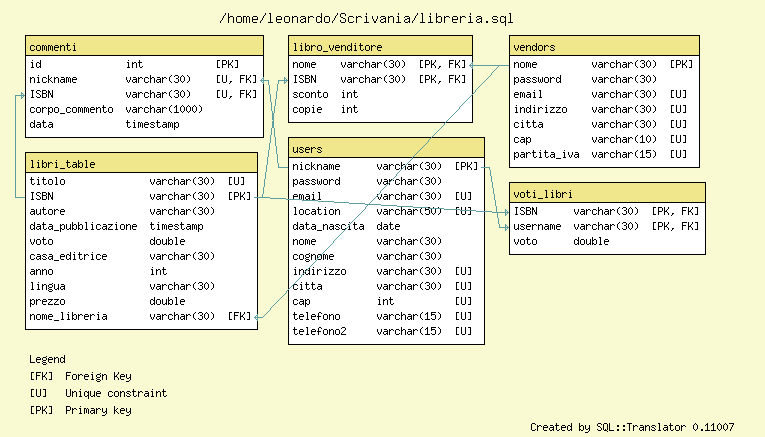 /home/leonardo/Scrivania/libreria.sql
commenti
id int [PK]
nickname varchar(30) [U, FK]
ISBN varchar(30) [U, FK]
corpo_commento varchar(1000)
data timestamp
libro_venditore
nome varchar(30) [PK, FK]
ISBN varchar(30) [PK, FK]
sconto int
copie int
vendors
nome varchar(30) [PK]
password varchar(30)
email varchar(30) [U]
indirizzo varchar(30) [U]
citta varchar(30) [U]
cap varchar(10) [U]
partita_iva varchar(15) [U]
libri_table
titolo varchar(30) [U]
ISBN varchar(30) [PK]
autore varchar(30)
data_pubblicazione timestamp
voto double
casa_editrice varchar(30)
anno int
lingua varchar(30)
prezzo double
nome_libreria varchar(30) [FK]
users
nickname varchar(30) [PK]
password varchar(30)
email varchar(30) [U]
location varchar(30) [U]
data_nascita date
nome varchar(30)
cognome varchar(30)
indirizzo varchar(30) [U]
citta varchar(30) [U]
cap int [U]
telefono varchar(15) [U]
telefono2 varchar(15) [U]
voti_libri
ISBN varchar(30) [PK, FK]
username varchar(30) [PK, FK]
voto double
Legend
[FK] Foreign Key
[U] Unique constraint
[PK] Primary key
Created by SQL::Translator 0.11007